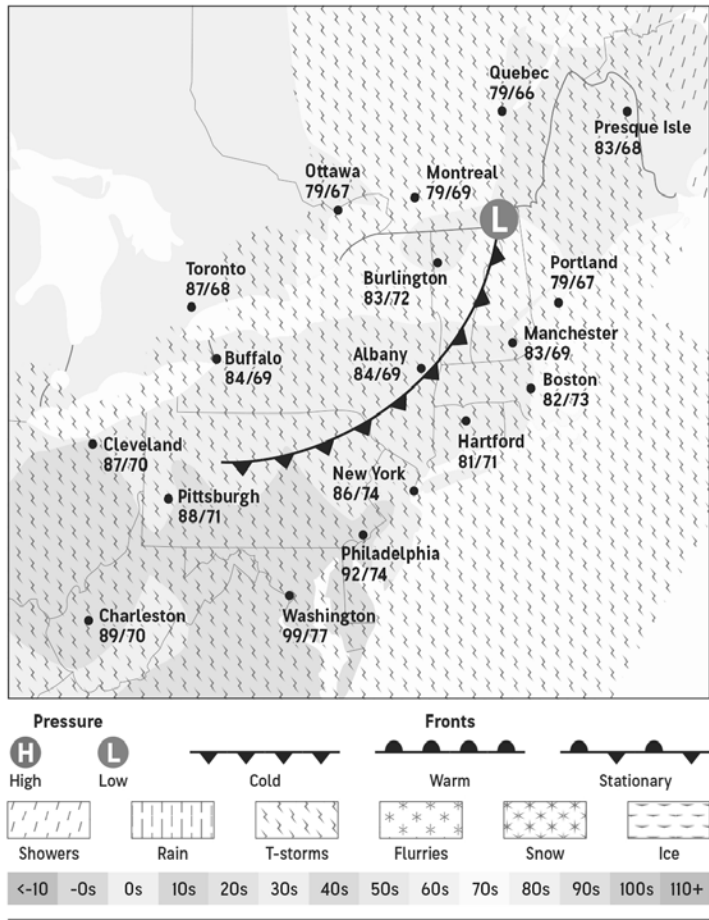 Quebec
79/66
Presque Isle
83/68
Ottawa
79/67
Montreal
79/69
L
Toronto
87/68
Burlington
83/72
Portland
79/67
Buffalo
84/69
Albany
84/69
Manchester
83/69
Boston
82/73
Cleveland
87/70
Hartford
81/71
Pittsburgh
88/71
New York
86/74
Philadelphia
92/74
Charleston
89/70
Washington
99/77
Pressure Fronts
H L
High Low Cold Warm Stationary
Showers Rain T-storms Flurries Snow Ice
<-10 -0s 0s 10s 20s 30s 40s 50s 60s 70s 80s 90s 100s 110+